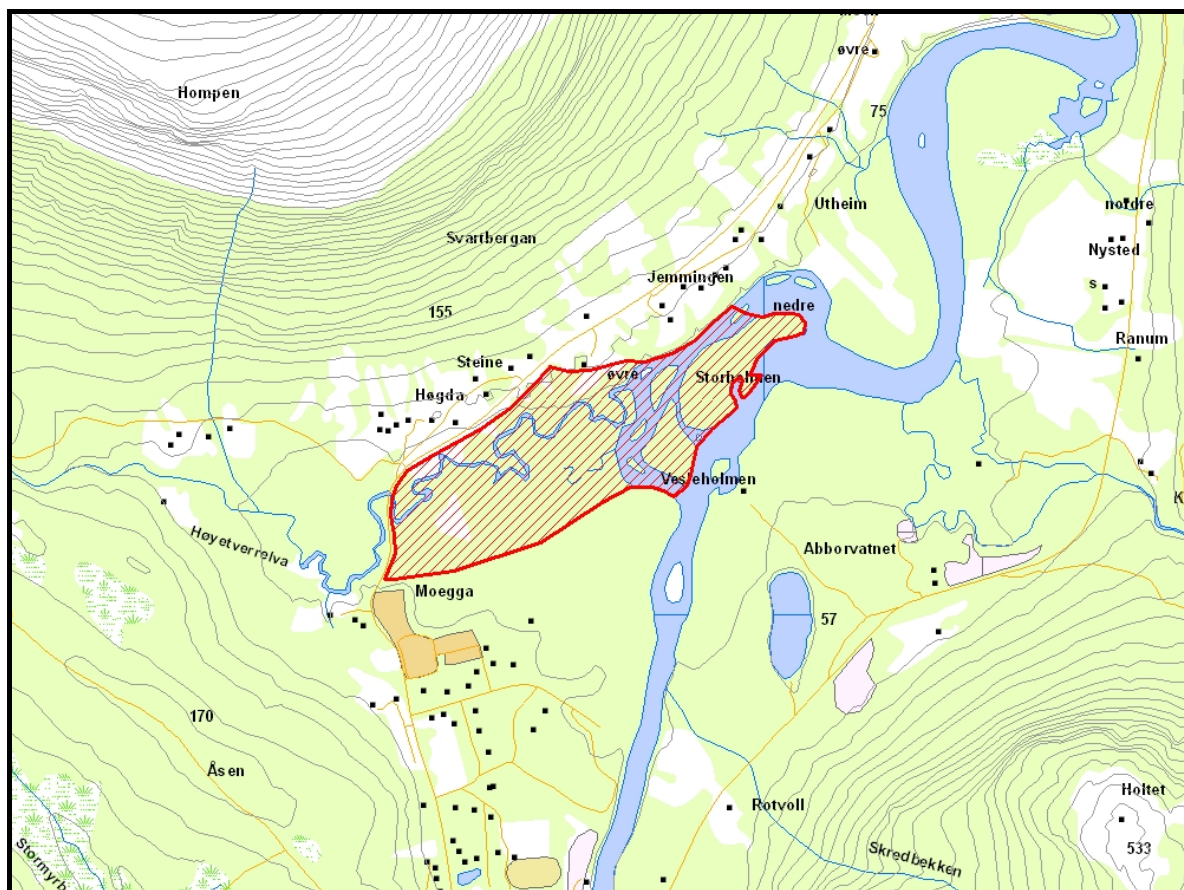 øvre
Hompen
75
Utheim
nordre
Svartbergan
Nysted
Jemmingen
s
nedre
155
Ranum
Steine
øvre
Storholmen
Høgda
Vesleholmen
N
K
Høyetverrelva
Abborvatnet
Moegga
57
170
Åsen
Rotvoll
Holtet
Skredbekken
533
Stormyrb